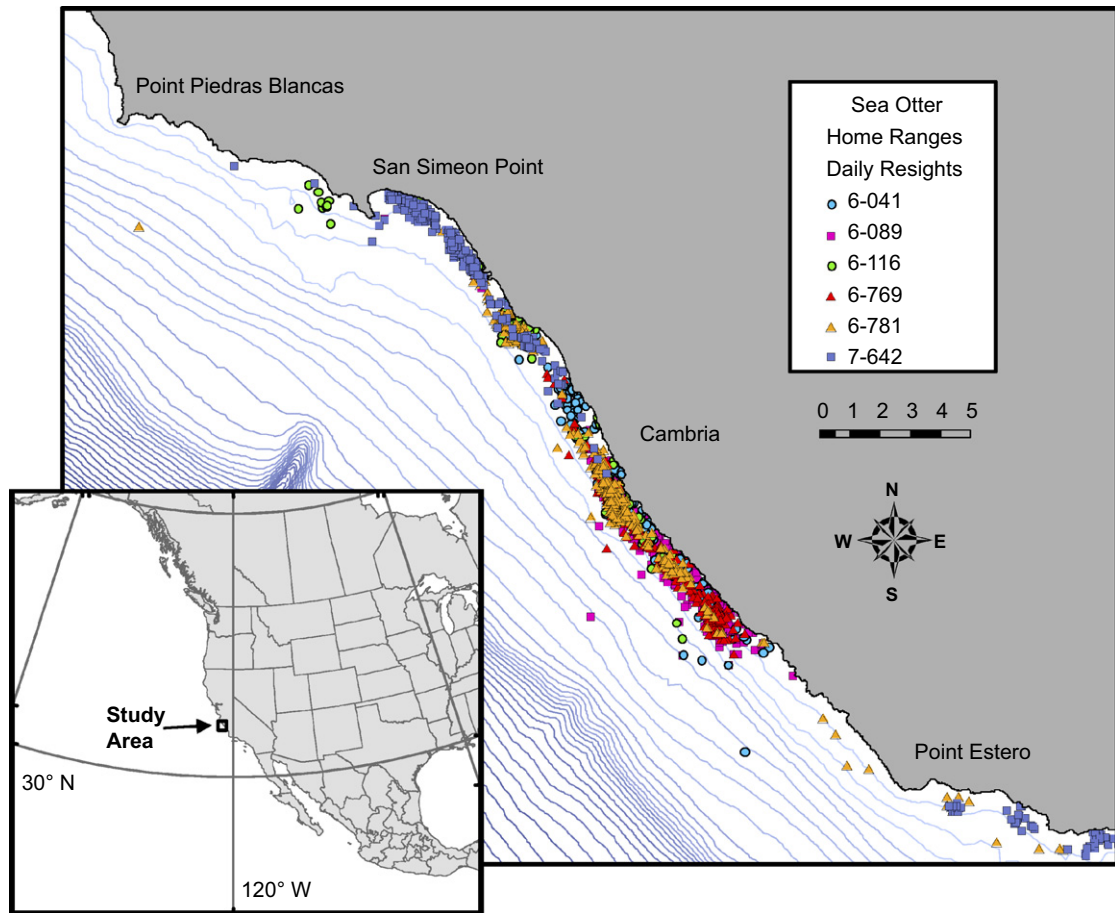 Point Piedras Blancas
San Simeon Point
Sea Otter
Home Ranges
Daily Resights
6-041
6-089
6-116
6-769
6-781
7-642
0 1 2 3 4 5
Cambria
N
W E
S
Point Estero
Study
Area
30° N
120° W